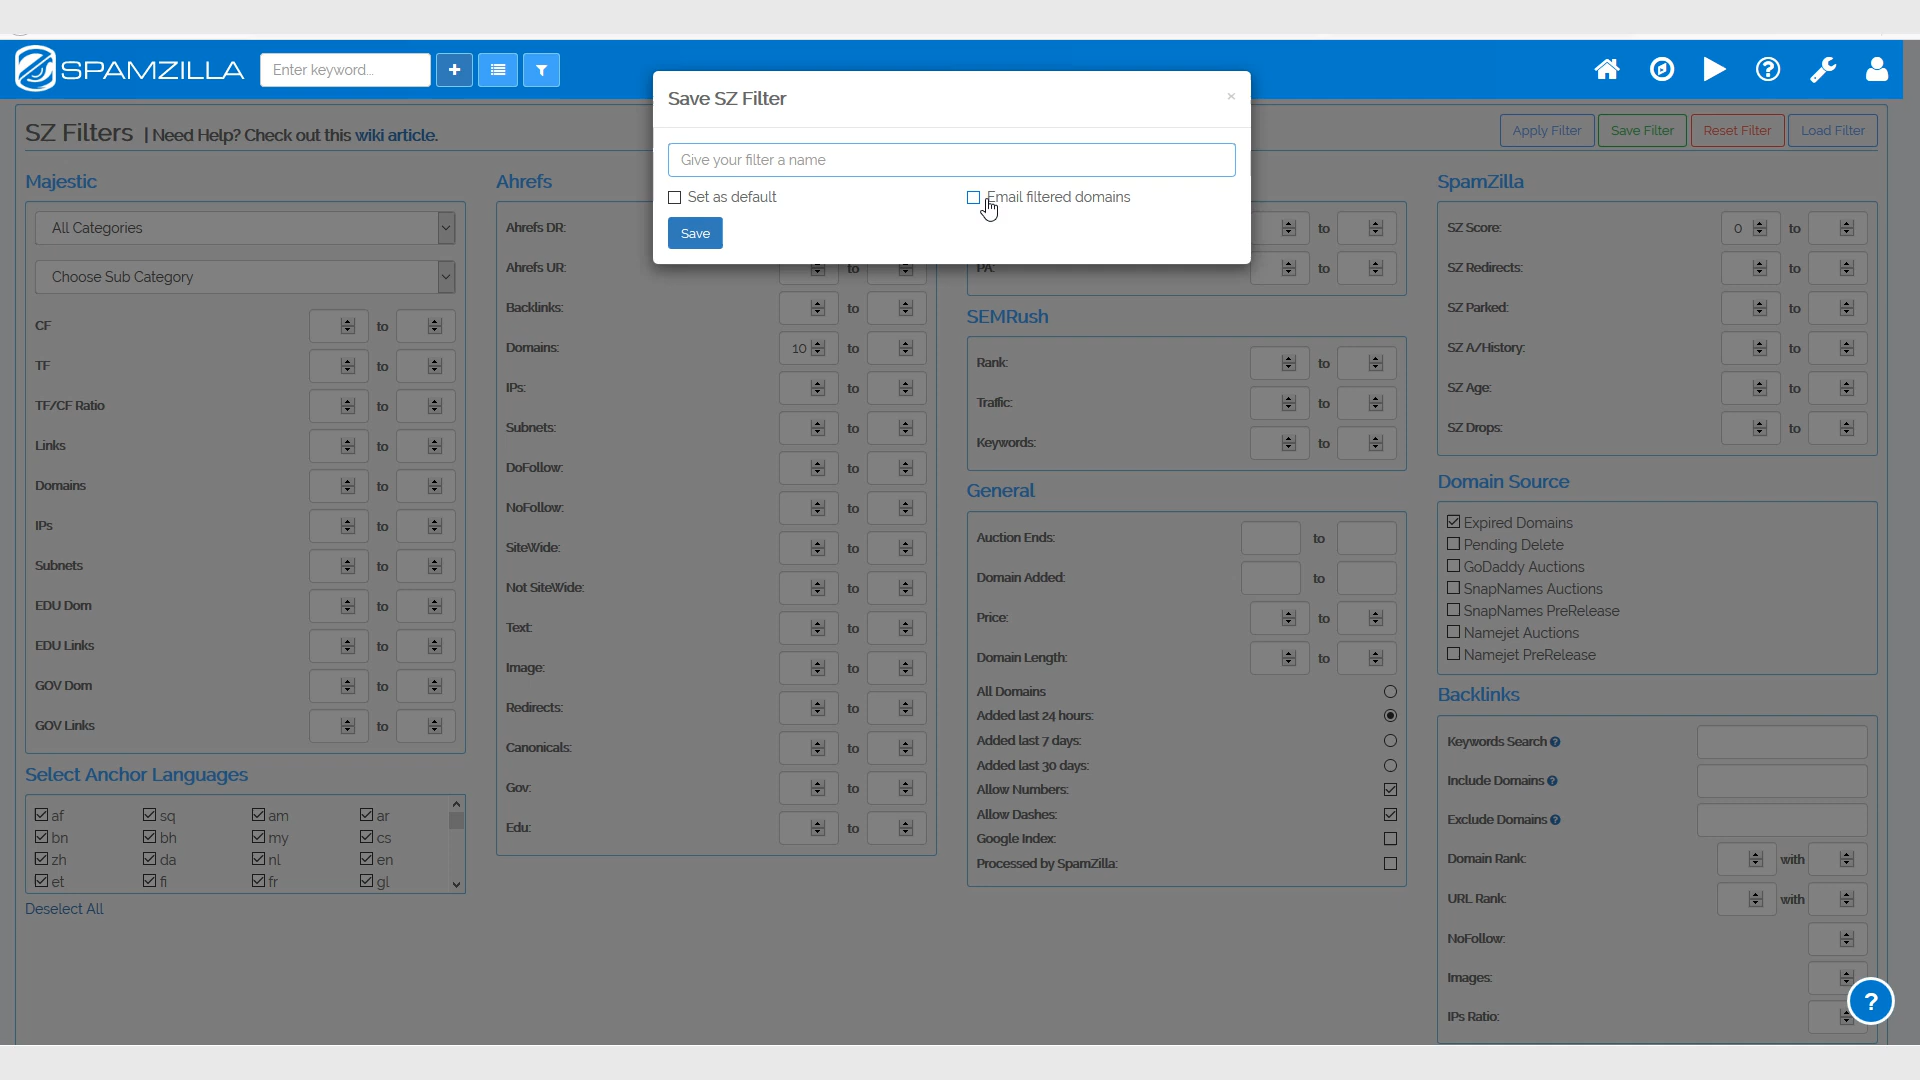 SPAMZILLA
Enter keyword...
Save SZ Filter
×
Give your filter a name
Set as default
Email filtered domains
Save
SZ Filters | Need Help? Check out this wiki article.
Apply Filter
Save Filter
Reset Filter
Load Filter
Majestic
All Categories
Choose Sub Category
CF to
TF to
TF/CF Ratio to
Links to
Domains to
IPs to
Subnets to
EDU Dom to
EDU Links to
GOV Dom to
GOV Links to
Select Anchor Languages
af sq am ar
bn bh my cs
zh da nl en
et fi fr gl
Deselect All
Ahrefs
Ahrefs DR:
Ahrefs UR: to
Backlinks: to
Domains: 10 to
IPs: to
Subnets: to
DoFollow: to
NoFollow: to
SiteWide: to
Not SiteWide: to
Text: to
Image: to
Redirects: to
Canonicals: to
Gov: to
Edu: to
to
PA: to
SEMRush
Rank: to
Traffic: to
Keywords: to
General
Auction Ends: to
Domain Added: to
Price: to
Domain Length: to
All Domains
Added last 24 hours:
Added last 7 days:
Added last 30 days:
Allow Numbers:
Allow Dashes:
Google Index:
Processed by SpamZilla:
SpamZilla
SZ Score: 0 to
SZ Redirects: to
SZ Parked: to
SZ A/History: to
SZ Age: to
SZ Drops: to
Domain Source
Expired Domains
Pending Delete
GoDaddy Auctions
SnapNames Auctions
SnapNames PreRelease
Namejet Auctions
Namejet PreRelease
Backlinks
Keywords Search ?
Include Domains ?
Exclude Domains ?
Domain Rank: with
URL Rank: with
NoFollow:
Images:
IPs Ratio:
?